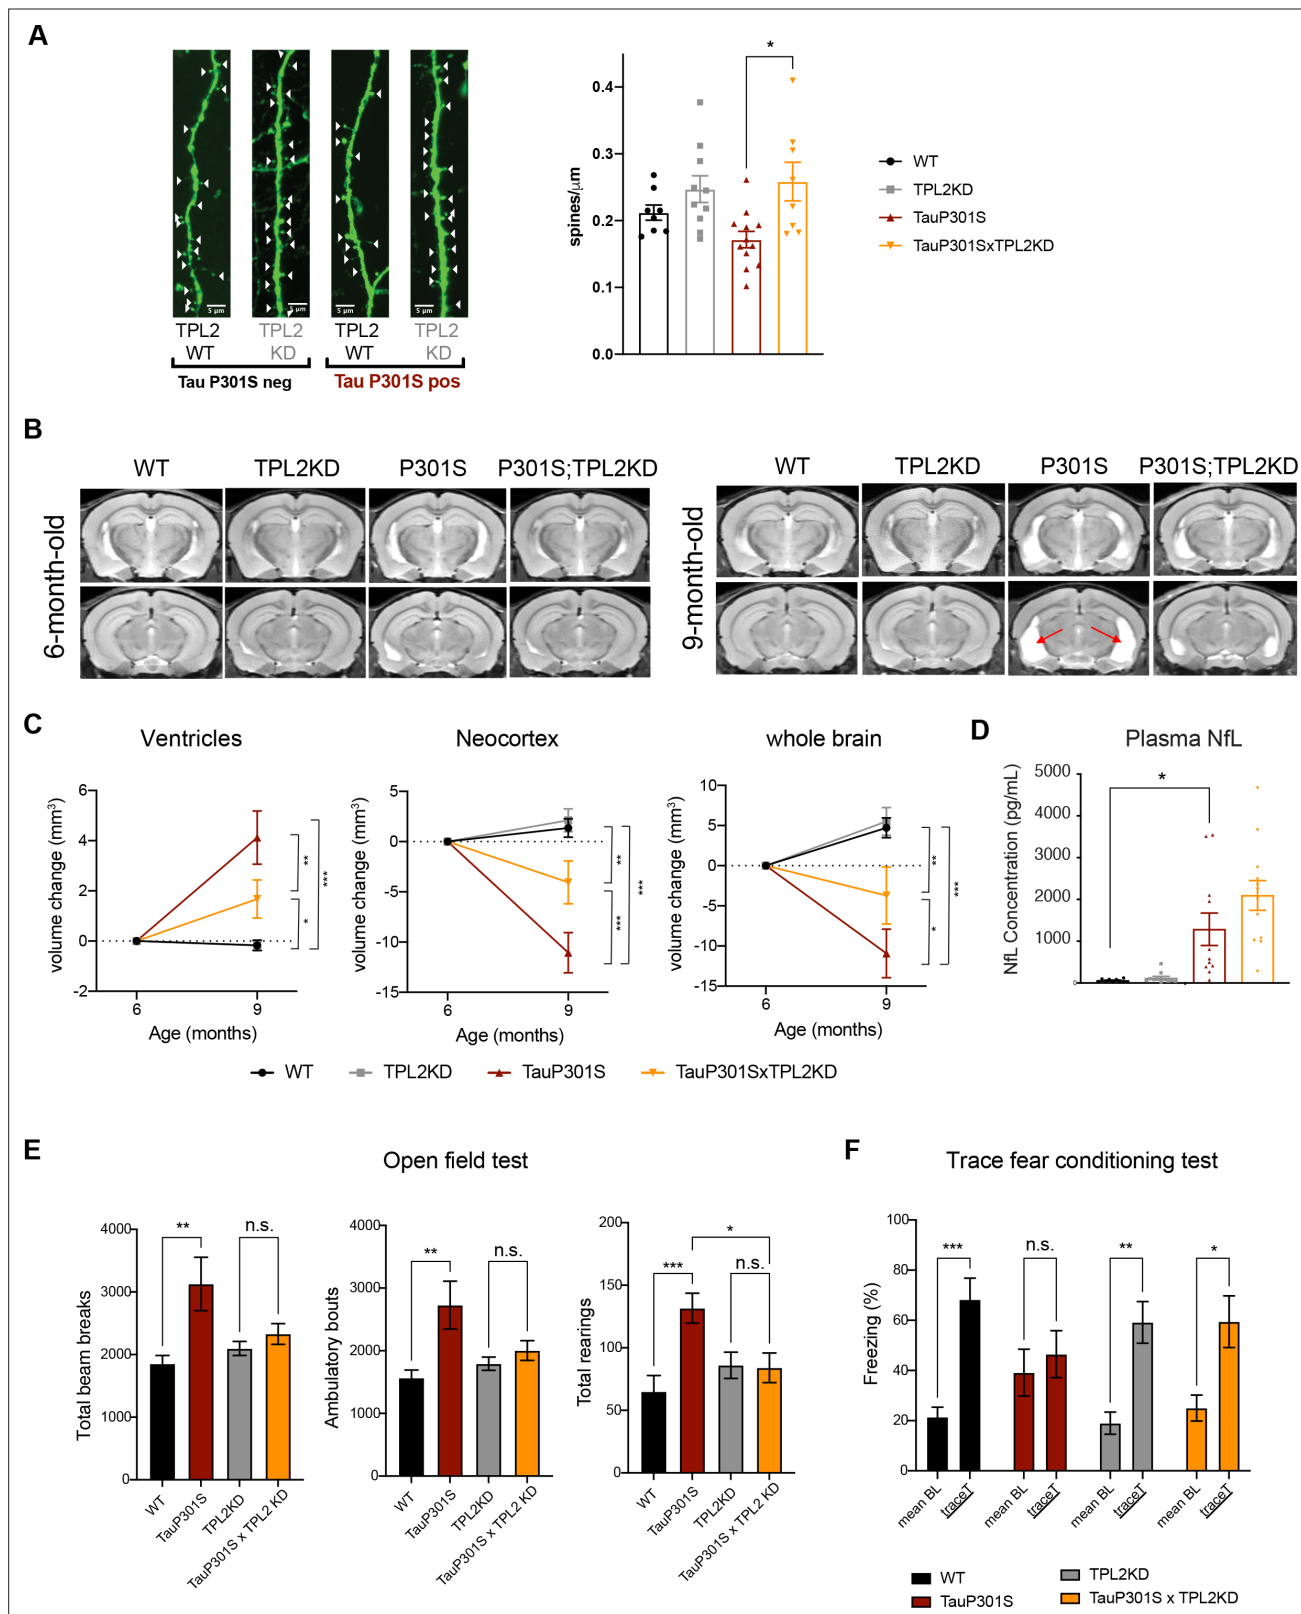 A
5 μm
5 μm
5 μm
5 μm
TPL2
WT
TPL2
KD
TPL2
WT
TPL2
KD
Tau P301S neg
Tau P301S pos
spines/μm
0.4
0.3
0.2
0.1
0.0
*
WT
TPL2KD
TauP301S
TauP301SxTPL2KD
B
WT TPL2KD P301S P301S;TPL2KD
6-month-old
WT TPL2KD P301S P301S;TPL2KD
9-month-old
C
Ventricles
volume change (mm³)
6
4
2
0
-2
6 9
Age (months)
**
*
***
Neocortex
volume change (mm³)
5
0
-5
-10
-15
6 9
Age (months)
**
***
***
whole brain
volume change (mm³)
10
5
0
-5
-10
-15
6 9
Age (months)
**
*
***
WT TPL2KD TauP301S TauP301SxTPL2KD
D
Plasma NfL
NfL Concentration (pg/mL)
5000
4000
3000
2000
1000
0
*
E
Open field test
Total beam breaks
4000
3000
2000
1000
0
** n.s.
WT TauP301S TPL2KD TauP301S x TPL2 KD
Ambulatory bouts
4000
3000
2000
1000
0
** n.s.
WT TauP301S TPL2KD TauP301S x TPL2 KD
Total rearings
200
150
100
50
0
*
*** n.s.
WT TauP301S TPL2KD TauP301S x TPL2 KD
F
Trace fear conditioning test
Freezing (%)
100
80
60
40
20
0
*** n.s. ** *
mean BL traceT mean BL traceT mean BL traceT mean BL traceT
WT
TauP301S
TPL2KD
TauP301S x TPL2KD